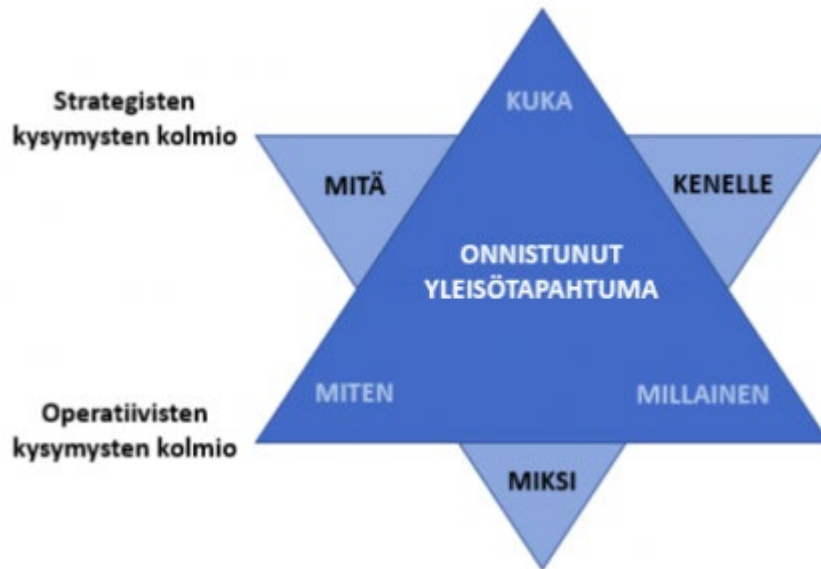 KUKA
Strategisten
kysymysten kolmio
MITÄ
KENELLE
ONNISTUNUT
YLEISÖTAPAHTUMA
MITEN
MILLAINEN
Operatiivisten
kysymysten kolmio
MIKSI